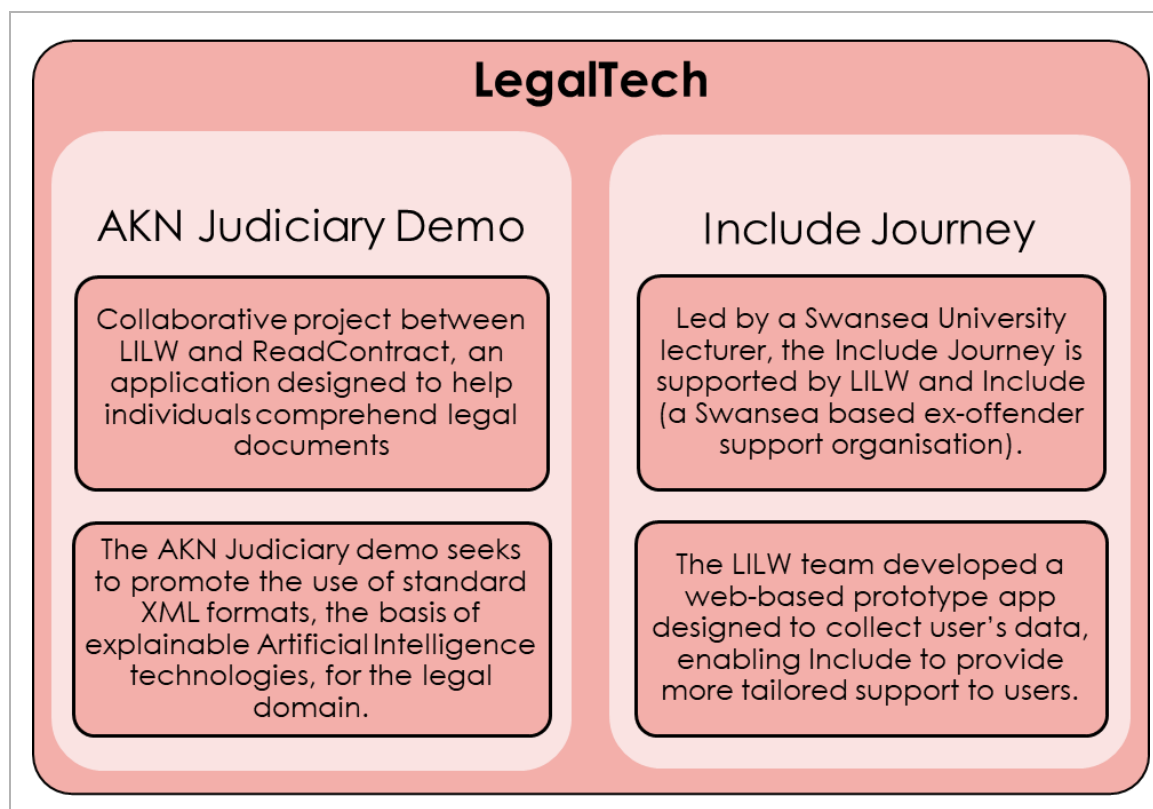 LegalTech
AKN Judiciary Demo
Collaborative project between
LILW and ReadContract, an
application designed to help
individuals comprehend legal
documents
The AKN Judiciary demo seeks
to promote the use of standard
XML formats, the basis of
explainable Artificial Intelligence
technologies, for the legal
domain.
Include Journey
Led by a Swansea University
lecturer, the Include Journey is
supported by LILW and Include
(a Swansea based ex-offender
support organisation).
The LILW team developed a
web-based prototype app
designed to collect user’s data,
enabling Include to provide
more tailored support to users.